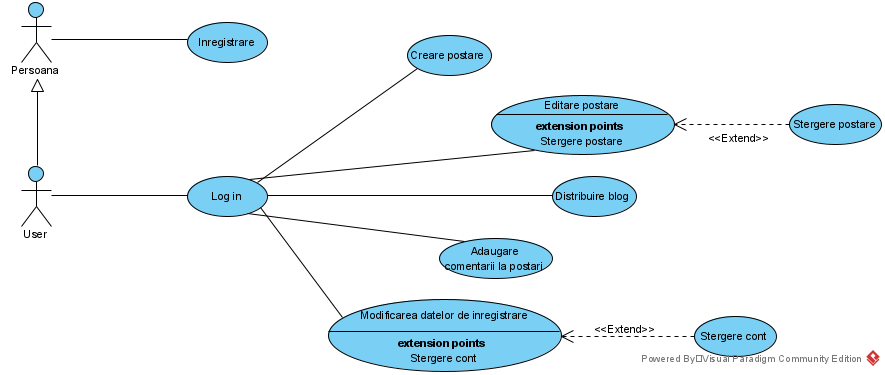 Persoana
Inregistrare
Creare postare
Editare postare
extension points
Stergere postare
<<Extend>>
Stergere postare
User
Log in
Distribuire blog
Adaugare
comentarii la postari
Modificarea datelor de inregistrare
extension points
Stergere cont
<<Extend>>
Stergere cont
Powered By Visual Paradigm Community Edition